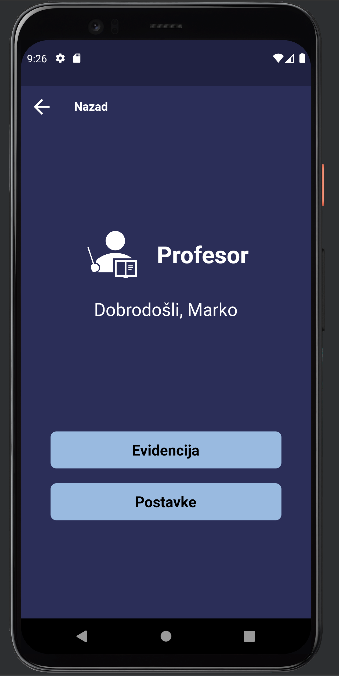 9:26
Nazad
Profesor
Dobrodošli, Marko
Evidencija
Postavke